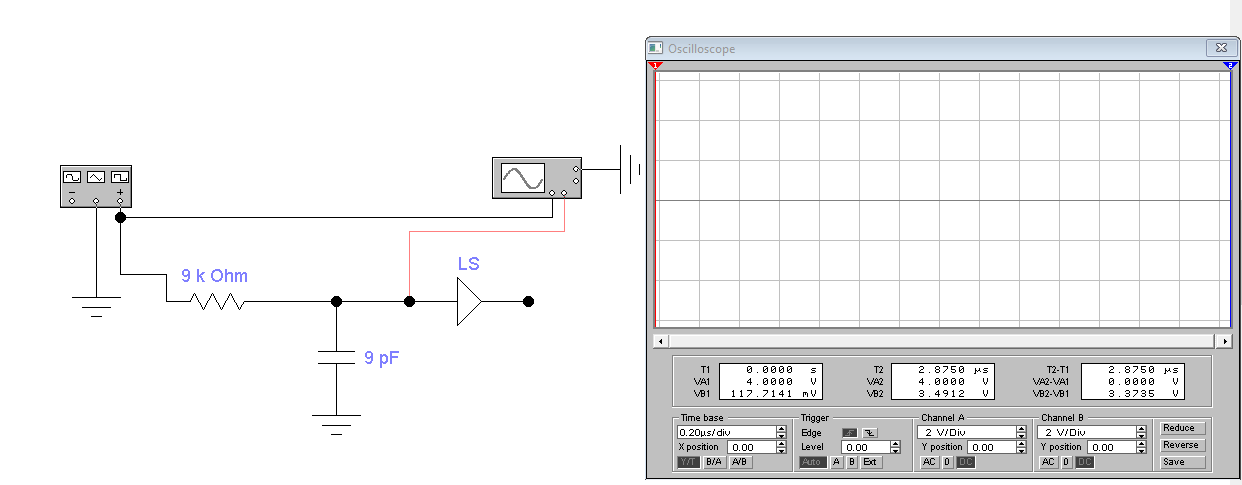 Oscilloscope
1
2
− +
LS
9 k Ohm
9 pF
T1 0.0000 s T2 2.8750 µs T2-T1 2.8750 µs
VA1 4.0000 V VA2 4.0000 V VA2-VA1 0.0000 V
VB1 117.7141 mV VB2 3.4912 V VB2-VB1 3.3735 V
Time base Trigger Channel A Channel B
Reduce
0.20µs/div Edge 2 V/Div 2 V/Div
X position 0.00 Level 0.00 Y position 0.00 Y position 0.00 Reverse
Y/T B/A A/B Auto A B Ext AC 0 DC AC 0 DC Save